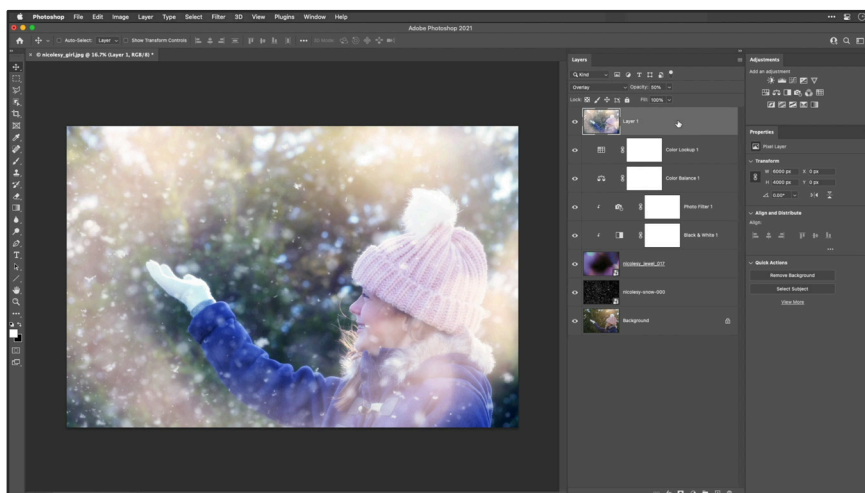 Photoshop File Edit Image Layer Type Select Filter 3D View Plugins Window Help
Adobe Photoshop 2021
Auto-Select: Layer Show Transform Controls
© nicolesy_girl.jpg @ 16.7% (Layer 1, RGB/8) *
Layers
Kind
Overlay Opacity: 50%
Lock: Fill: 100%
Layer 1
Color Lookup 1
Color Balance 1
Photo Filter 1
Black & White 1
nicolesy_jewel_017
nicolesy-snow-000
Background
Adjustments
Add an adjustment
Properties
Pixel Layer
Transform
W 6000 px X 0 px
H 4000 px Y 0 px
0.00°
Align and Distribute
Align:
Quick Actions
Remove Background
Select Subject
View More